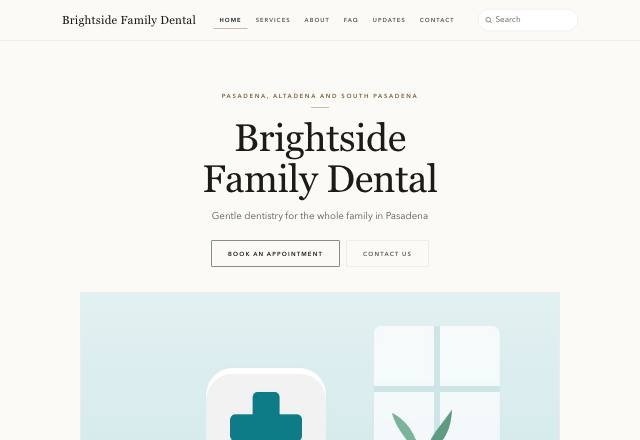 Brightside Family Dental
HOME SERVICES ABOUT FAQ UPDATES CONTACT
Search
PASADENA, ALTADENA AND SOUTH PASADENA
Brightside
Family Dental
Gentle dentistry for the whole family in Pasadena
BOOK AN APPOINTMENT
CONTACT US